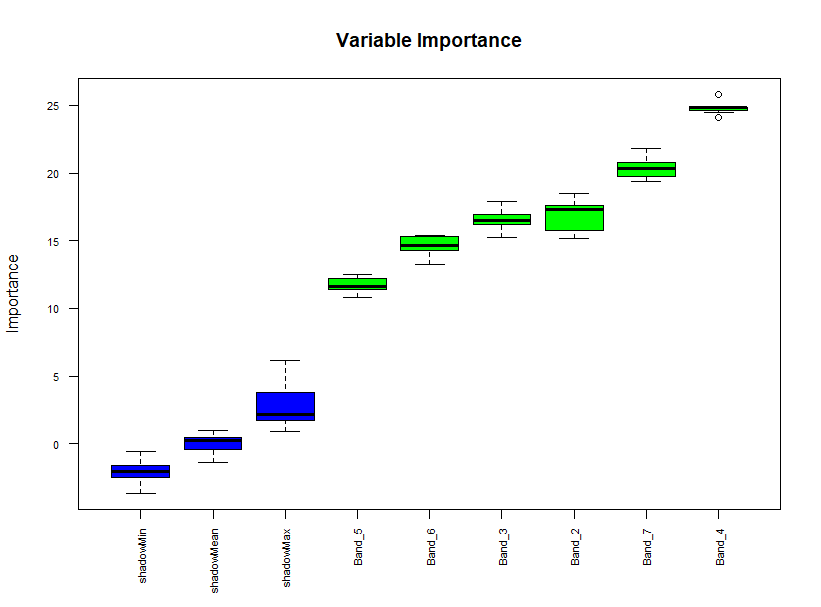 Variable Importance
Importance
25
20
15
10
5
0
shadowMin
shadowMean
shadowMax
Band_5
Band_6
Band_3
Band_2
Band_7
Band_4